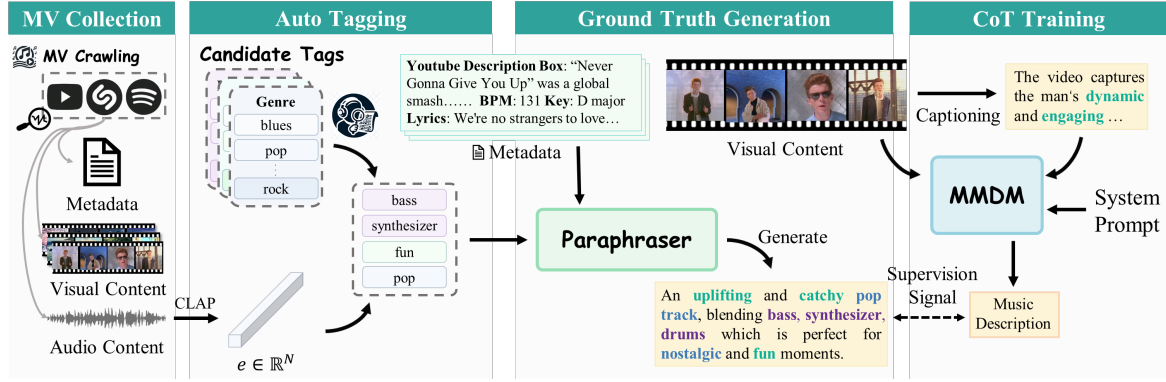 MV Collection
Auto Tagging
Ground Truth Generation
CoT Training
MV Crawling
Metadata
Visual Content
Audio Content
CLAP
Candidate Tags
Genre
blues
pop
⋮
rock
bass
synthesizer
fun
pop
e ∈ ℝ^N
Youtube Description Box: “Never
Gonna Give You Up” was a global
smash…… BPM: 131 Key: D major
Lyrics: We're no strangers to love…
Metadata
Visual Content
Paraphraser
Generate
An uplifting and catchy pop
track, blending bass, synthesizer,
drums which is perfect for
nostalgic and fun moments.
Captioning
The video captures
the man‘s dynamic
and engaging …
MMDM
System
Prompt
Supervision
Signal
Music
Description